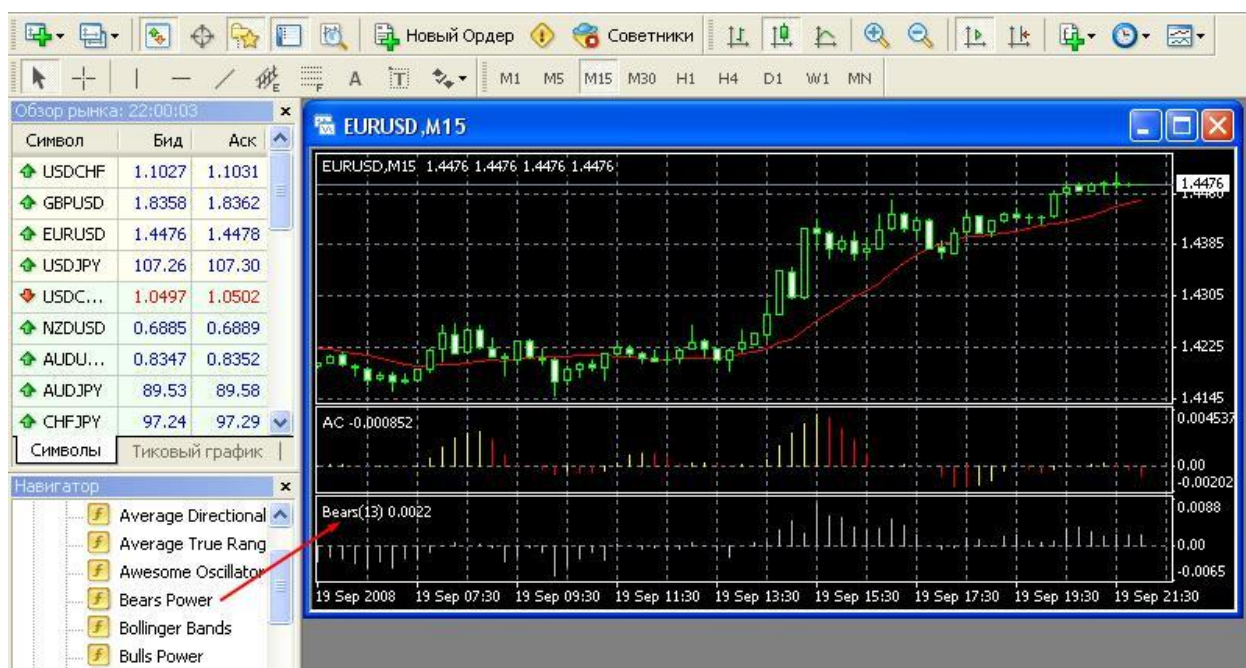 Новый Ордер Советники
E F A T M1 M5 M15 M30 H1 H4 D1 W1 MN
Обзор рынка: 22:00:03
Символ Бид Аск
USDCHF 1.1027 1.1031
GBPUSD 1.8358 1.8362
EURUSD 1.4476 1.4478
USDJPY 107.26 107.30
USDC... 1.0497 1.0502
NZDUSD 0.6885 0.6889
AUDU... 0.8347 0.8352
AUDJPY 89.53 89.58
CHFJPY 97.24 97.29
Символы Тиковый график
Навигатор
Average Directional
Average True Rang
Awesome Oscillator
Bears Power
Bollinger Bands
Bulls Power
EURUSD,M15
EURUSD,M15 1.4476 1.4476 1.4476 1.4476
1.4476
1.4385
1.4305
1.4225
1.4145
AC -0.000852
0.004537
0.00
-0.00202
Bears(13) 0.0022
0.0088
0.00
-0.0065
19 Sep 2008 19 Sep 07:30 19 Sep 09:30 19 Sep 11:30 19 Sep 13:30 19 Sep 15:30 19 Sep 17:30 19 Sep 19:30 19 Sep 21:30